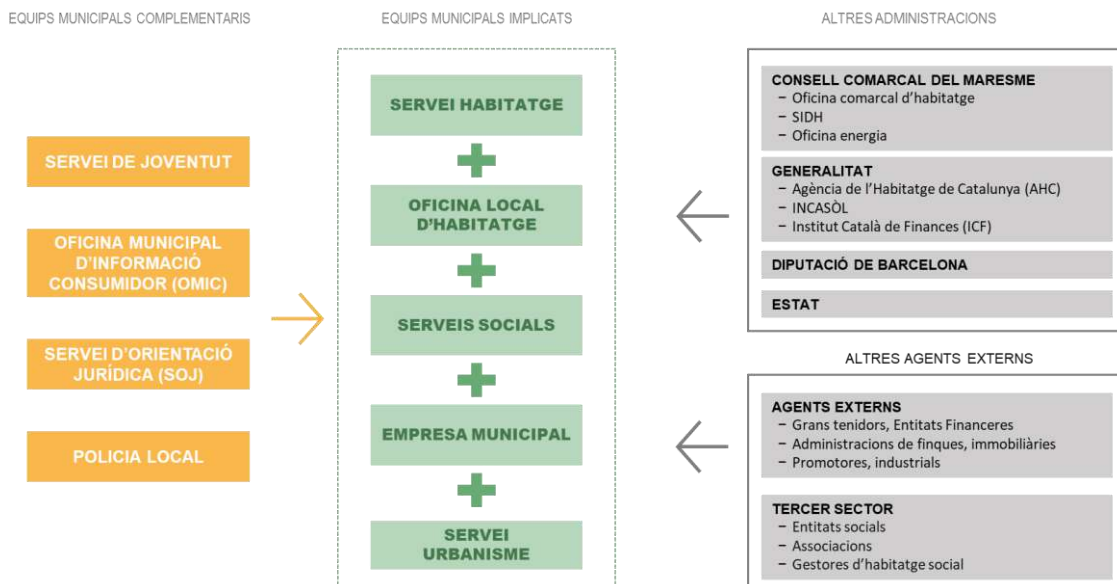 EQUIPS MUNICIPALS COMPLEMENTARIS
SERVEI DE JOVENTUT
OFICINA MUNICIPAL
D'INFORMACIÓ
CONSUMIDOR (OMIC)
SERVEI D'ORIENTACIÓ
JURÍDICA (SOJ)
POLICIA LOCAL
EQUIPS MUNICIPALS IMPLICATS
SERVEI HABITATGE
OFICINA LOCAL
D'HABITATGE
SERVEIS SOCIALS
EMPRESA MUNICIPAL
SERVEI
URBANISME
ALTRES ADMINISTRACIONS
CONSELL COMARCAL DEL MARESME
– Oficina comarcal d'habitatge
– SIDH
– Oficina energia
GENERALITAT
– Agència de l'Habitatge de Catalunya (AHC)
– INCASÒL
– Institut Català de Finances (ICF)
DIPUTACIÓ DE BARCELONA
ESTAT
ALTRES AGENTS EXTERNS
AGENTS EXTERNS
– Grans tenidors, Entitats Financeres
– Administracions de finques, immobiliàries
– Promotores, industrials
TERCER SECTOR
– Entitats socials
– Associacions
– Gestores d'habitatge social